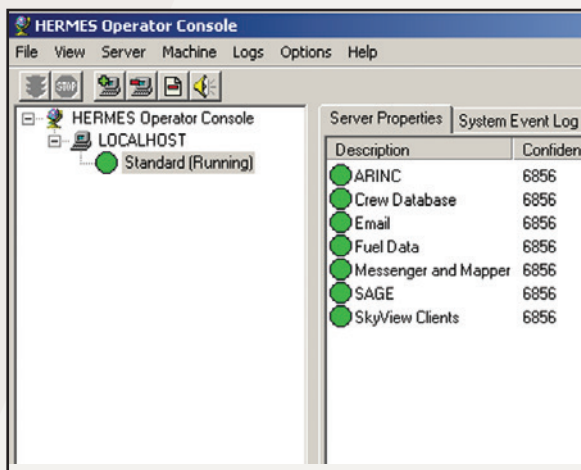 HERMES Operator Console
File View Server Machine Logs Options Help
STOP
HERMES Operator Console
LOCALHOST
Standard (Running)
Server Properties System Event Log
Description Confiden
ARINC 6856
Crew Database 6856
Email 6856
Fuel Data 6856
Messenger and Mapper 6856
SAGE 6856
SkyView Clients 6856